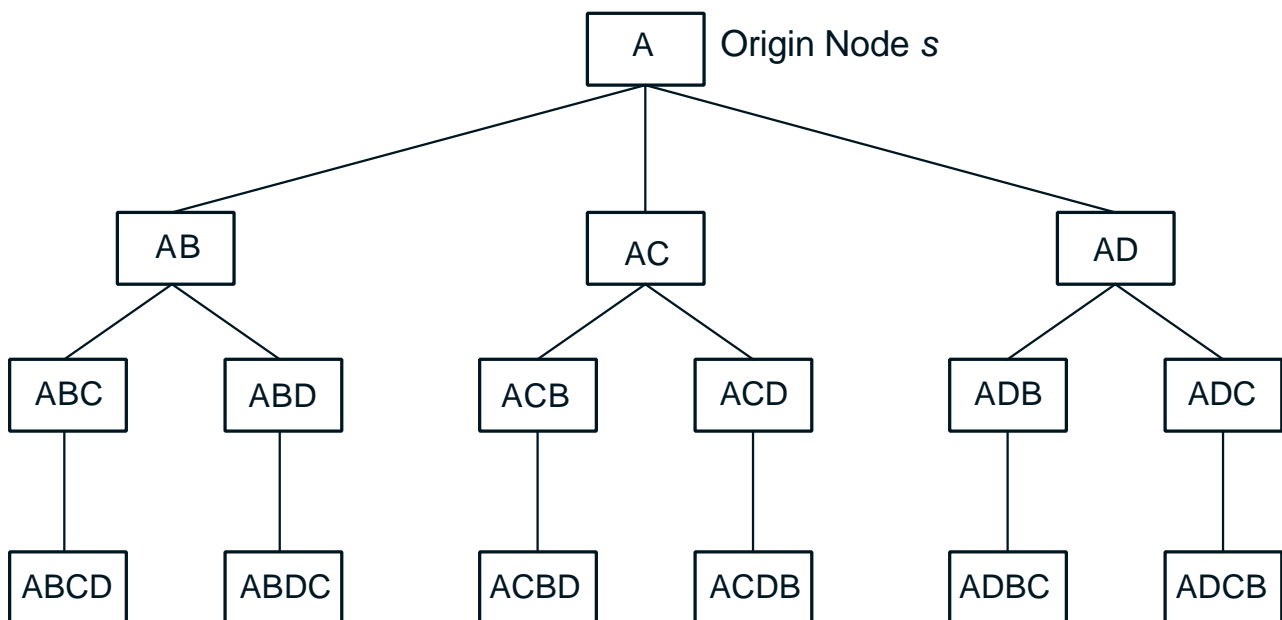 A Origin Node s
AB AC AD
ABC ABD ACB ACD ADB ADC
ABCD ABDC ACBD ACDB ADBC ADCB